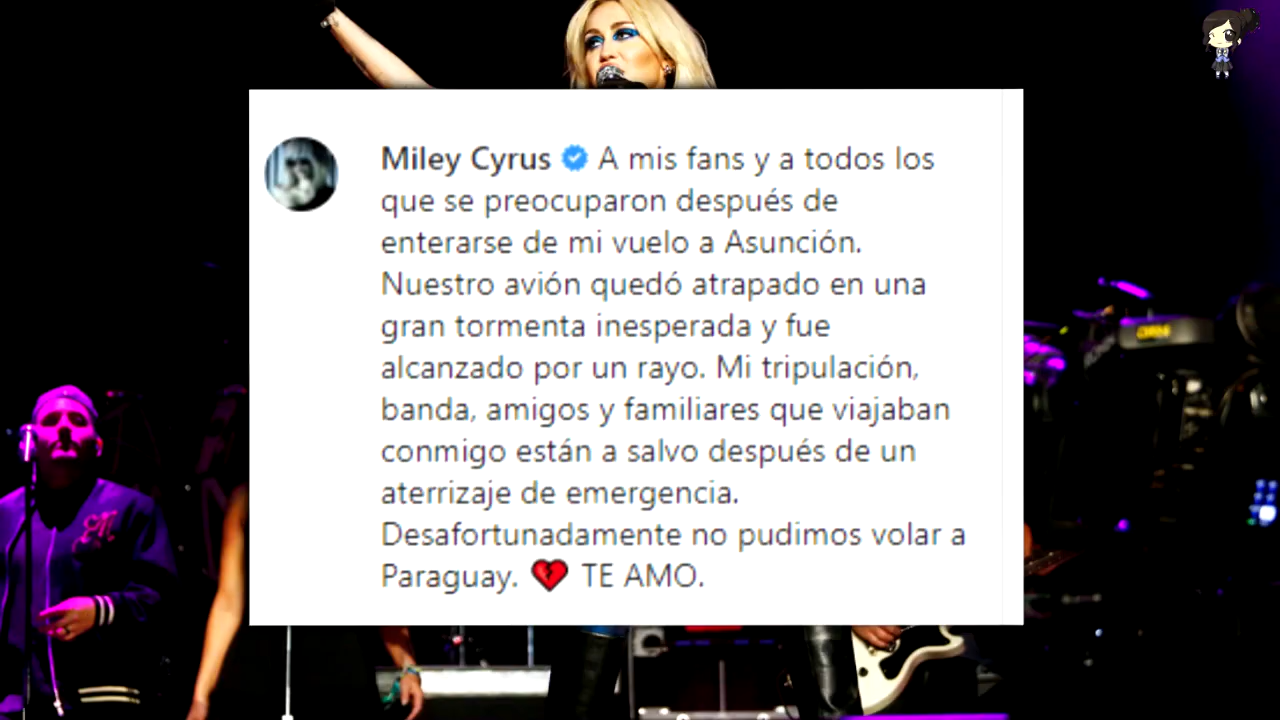 Miley Cyrus A mis fans y a todos los
que se preocuparon después de
enterarse de mi vuelo a Asunción.
Nuestro avión quedó atrapado en una
gran tormenta inesperada y fue
alcanzado por un rayo. Mi tripulación,
banda, amigos y familiares que viajaban
conmigo están a salvo después de un
aterrizaje de emergencia.
Desafortunadamente no pudimos volar a
Paraguay. 💔 TE AMO.